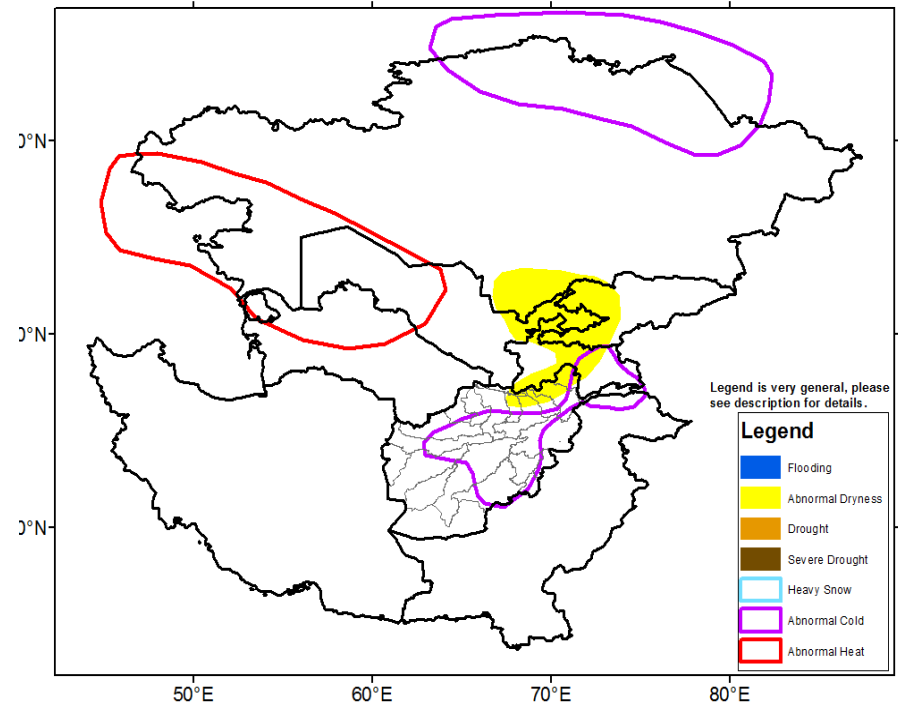 0°N
0°N
0°N
Legend is very general, please
see description for details.
Legend
Flooding
Abnormal Dryness
Drought
Severe Drought
Heavy Snow
Abnormal Cold
Abnormal Heat
50°E 60°E 70°E 80°E